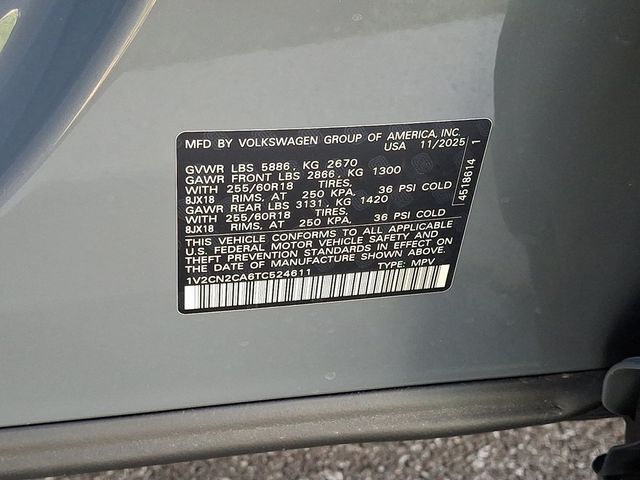 MFD BY VOLKSWAGEN GROUP OF AMERICA, INC.
USA 11/2025
GVWR LBS 5886, KG 2670
GAWR FRONT LBS 2866, KG 1300
WITH 255/60R18 TIRES,
8JX18 RIMS, AT 250 KPA, 36 PSI COLD
GAWR REAR LBS 3131, KG 1420
WITH 255/60R18 TIRES,
8JX18 RIMS, AT 250 KPA, 36 PSI COLD
THIS VEHICLE CONFORMS TO ALL APPLICABLE
U.S. FEDERAL MOTOR VEHICLE SAFETY AND
THEFT PREVENTION STANDARDS IN EFFECT ON
THE DATE OF MANUFACTURE SHOWN ABOVE.
1V2CN2CA6TC524611 TYPE: MPV
4518614 1